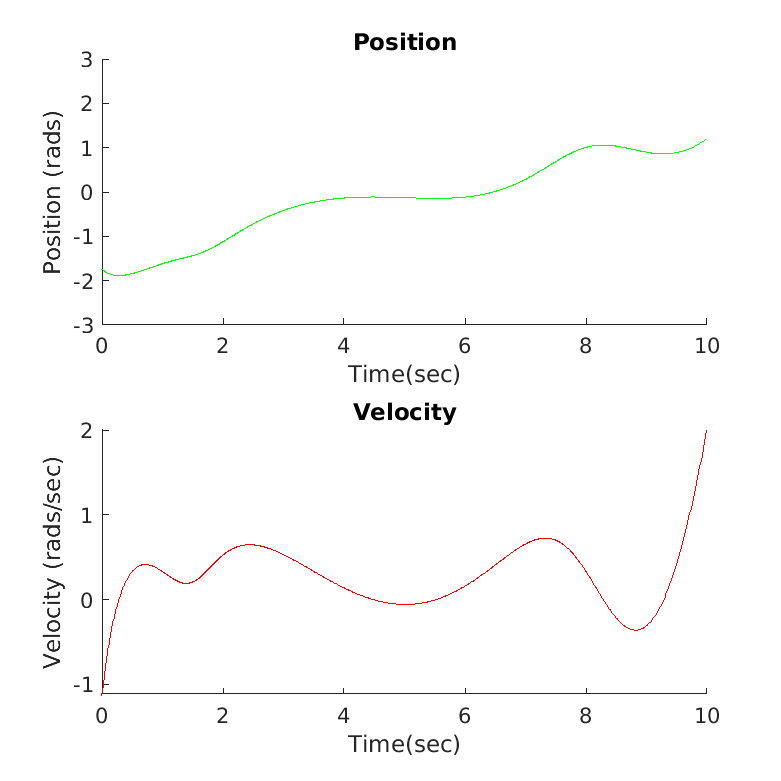 Position
3
2
1
0
-1
-2
-3
Position (rads)
0 2 4 6 8 10
Time(sec)
Velocity
2
1
0
-1
Velocity (rads/sec)
0 2 4 6 8 10
Time(sec)